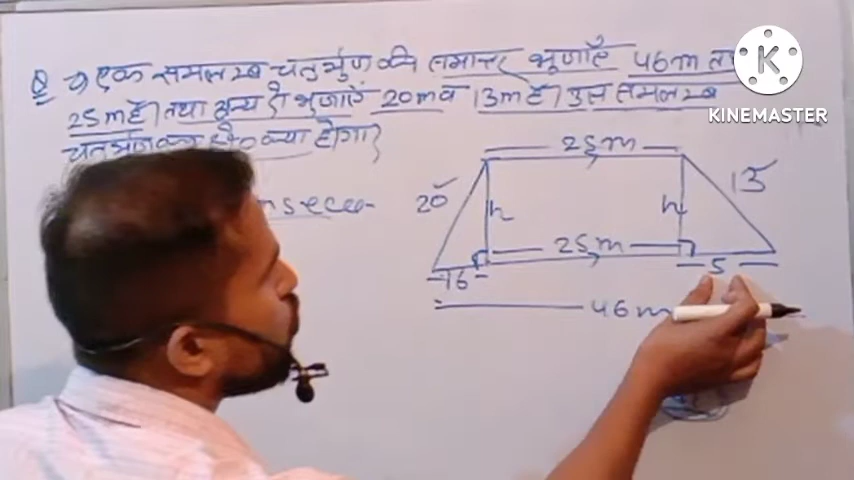 Q → एक समलम्ब चतुर्भुज की समान्तर भुजाएँ 46m
25m है। तथा अन्य दो भुजाएं 20m व 13m है। उस समलम्ब
चतुर्भुज का क्षे० क्या होगा
25m
20
h
h
13
25m
16
5
46m
K
KINEMASTER